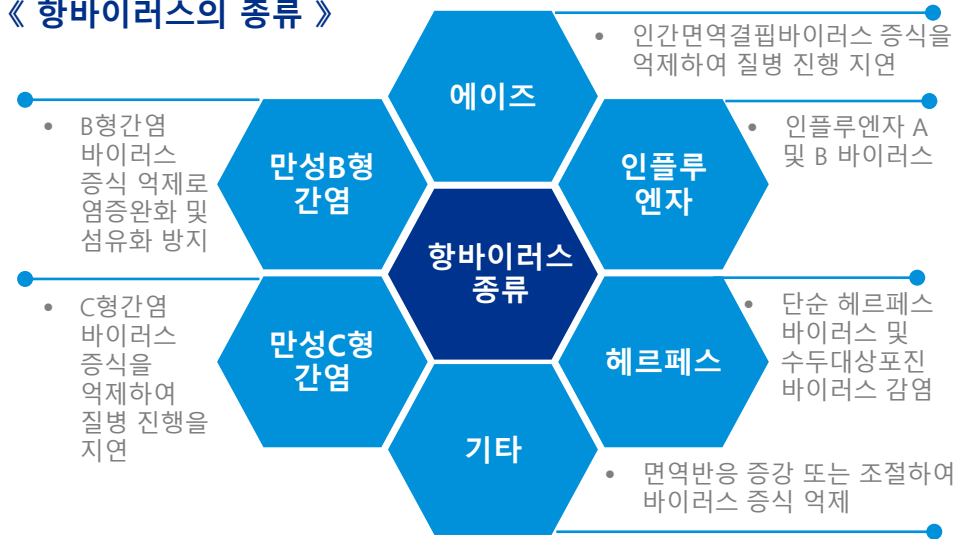 《 항바이러스의 종류 》
에이즈
• 인간면역결핍바이러스 증식을
억제하여 질병 진행 지연
만성B형
간염
• B형간염
바이러스
증식 억제로
염증완화 및
섬유화 방지
인플루
엔자
• 인플루엔자 A
및 B 바이러스
항바이러스
종류
만성C형
간염
• C형간염
바이러스
증식을
억제하여
질병 진행을
지연
헤르페스
• 단순 헤르페스
바이러스 및
수두대상포진
바이러스 감염
기타
• 면역반응 증강 또는 조절하여
바이러스 증식 억제